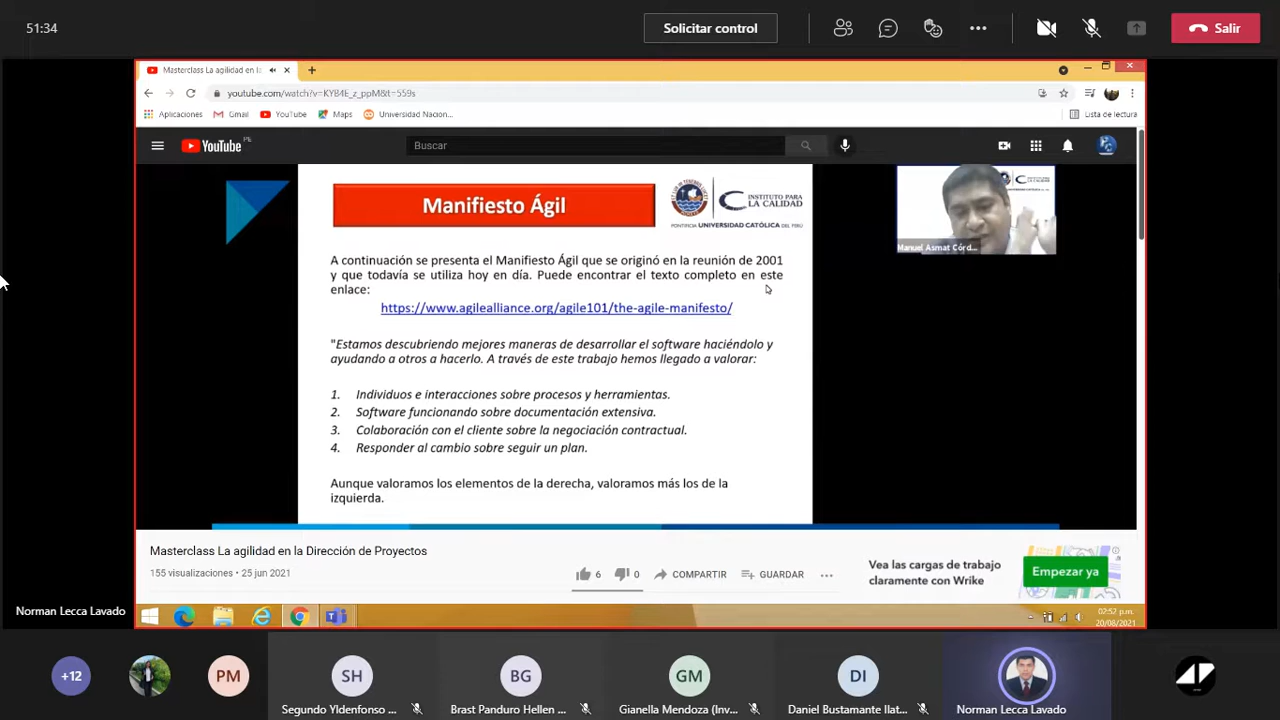 51:34
Solicitar control
Salir
Masterclass La agilidad en la
youtube.com/watch?v=KYB4E_z_ppM&t=559s
Aplicaciones
Gmail
YouTube
Maps
Universidad Nacion...
Lista de lectura
YouTube PE
Buscar
Manifiesto Ágil
INSTITUTO PARA
LA CALIDAD
PONTIFICIA UNIVERSIDAD CATÓLICA DEL PERÚ
Manuel Asmat Córd...
A continuación se presenta el Manifiesto Ágil que se originó en la reunión de 2001
y que todavía se utiliza hoy en día. Puede encontrar el texto completo en este
enlace:
https://www.agilealliance.org/agile101/the-agile-manifesto/
"Estamos descubriendo mejores maneras de desarrollar el software haciéndolo y
ayudando a otros a hacerlo. A través de este trabajo hemos llegado a valorar:
1. Individuos e interacciones sobre procesos y herramientas.
2. Software funcionando sobre documentación extensiva.
3. Colaboración con el cliente sobre la negociación contractual.
4. Responder al cambio sobre seguir un plan.
Aunque valoramos los elementos de la derecha, valoramos más los de la
izquierda.
Masterclass La agilidad en la Dirección de Proyectos
155 visualizaciones • 25 jun 2021
6
0
COMPARTIR
GUARDAR
Vea las cargas de trabajo
claramente con Wrike
Empezar ya
Norman Lecca Lavado
02:52 p.m.
20/08/2021
+12
PM
SH
Segundo Yldenfonso ...
BG
Brast Panduro Hellen ...
GM
Gianella Mendoza (Inv...
DI
Daniel Bustamante Ilat...
Norman Lecca Lavado